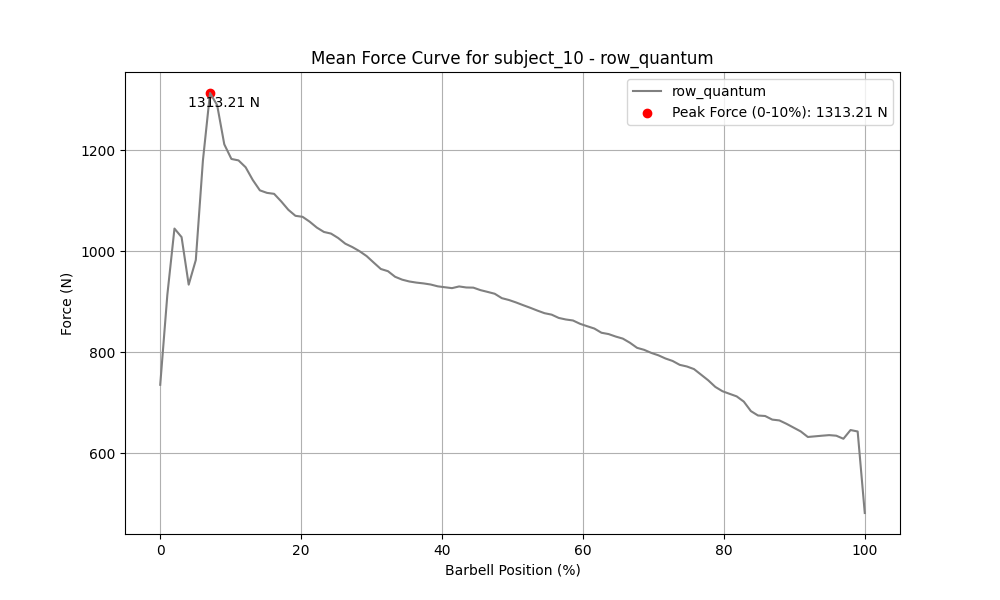 Mean Force Curve for subject_10 - row_quantum
row_quantum
Peak Force (0-10%): 1313.21 N
1313.21 N
1200
1000
800
600
Force (N)
0 20 40 60 80 100
Barbell Position (%)